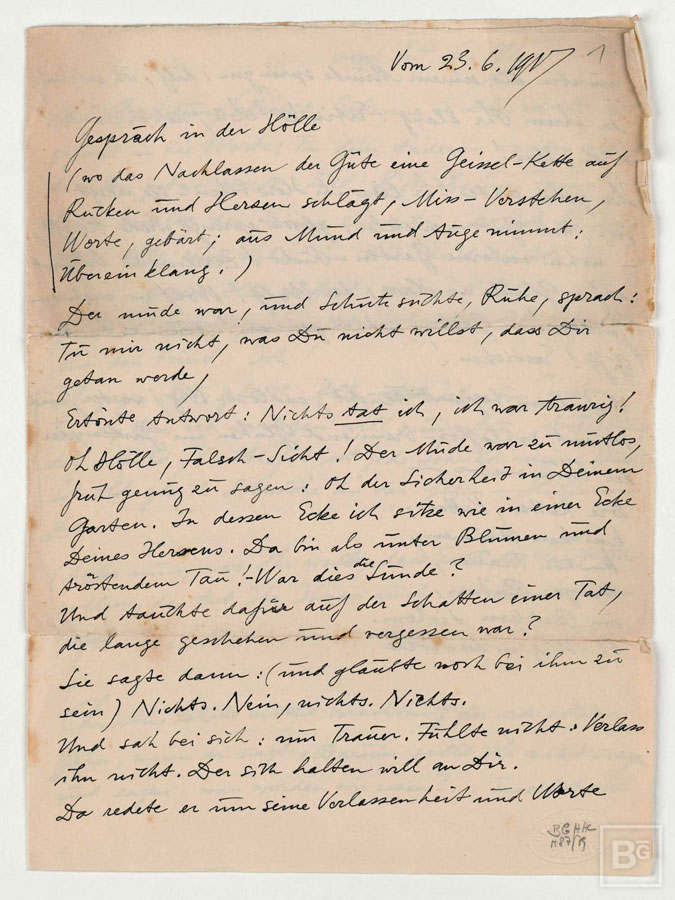 Vom 23. 6. 1917
1
Gespräch in der Hölle
(wo das Nachlassen der Güte eine Geissel-Kette auf
Rücken und Herzen schlägt, Miss-Verstehen,
Worte, gebärt; aus Mund und Auge nimmt:
Übereinklang.)
Der müde war, und Schutz suchte, Ruhe, sprach:
Tu mir nicht, was Du nicht willst, dass Dir
getan werde,
Ertönte Antwort: Nichts tat ich, ich war traurig!
Oh Hölle, Falsch-Sicht! Der Müde war zu mutlos,
früh genug zu sagen: Oh der Sicherheit in Deinem
Garten. In dessen Ecke ich sitze wie in einer Ecke
Deines Herzens. Da bin als unter Blumen und
tröstendem Tau!-War dies die Sünde?
Und tauchte dafür auf der Schatten einer Tat,
die lange geschehen und vergessen war?
Sie sagte dann: (und glaubte noch bei ihm zu
sein) Nichts. Nein, nichts. Nichts.
Und sah bei sich: nur Trauer. Fühlte nicht: Verlass
ihn nicht. Der sich halten will an Dir.
Da redete er um seine Verlassenheit und Worte
BG HHC
BG